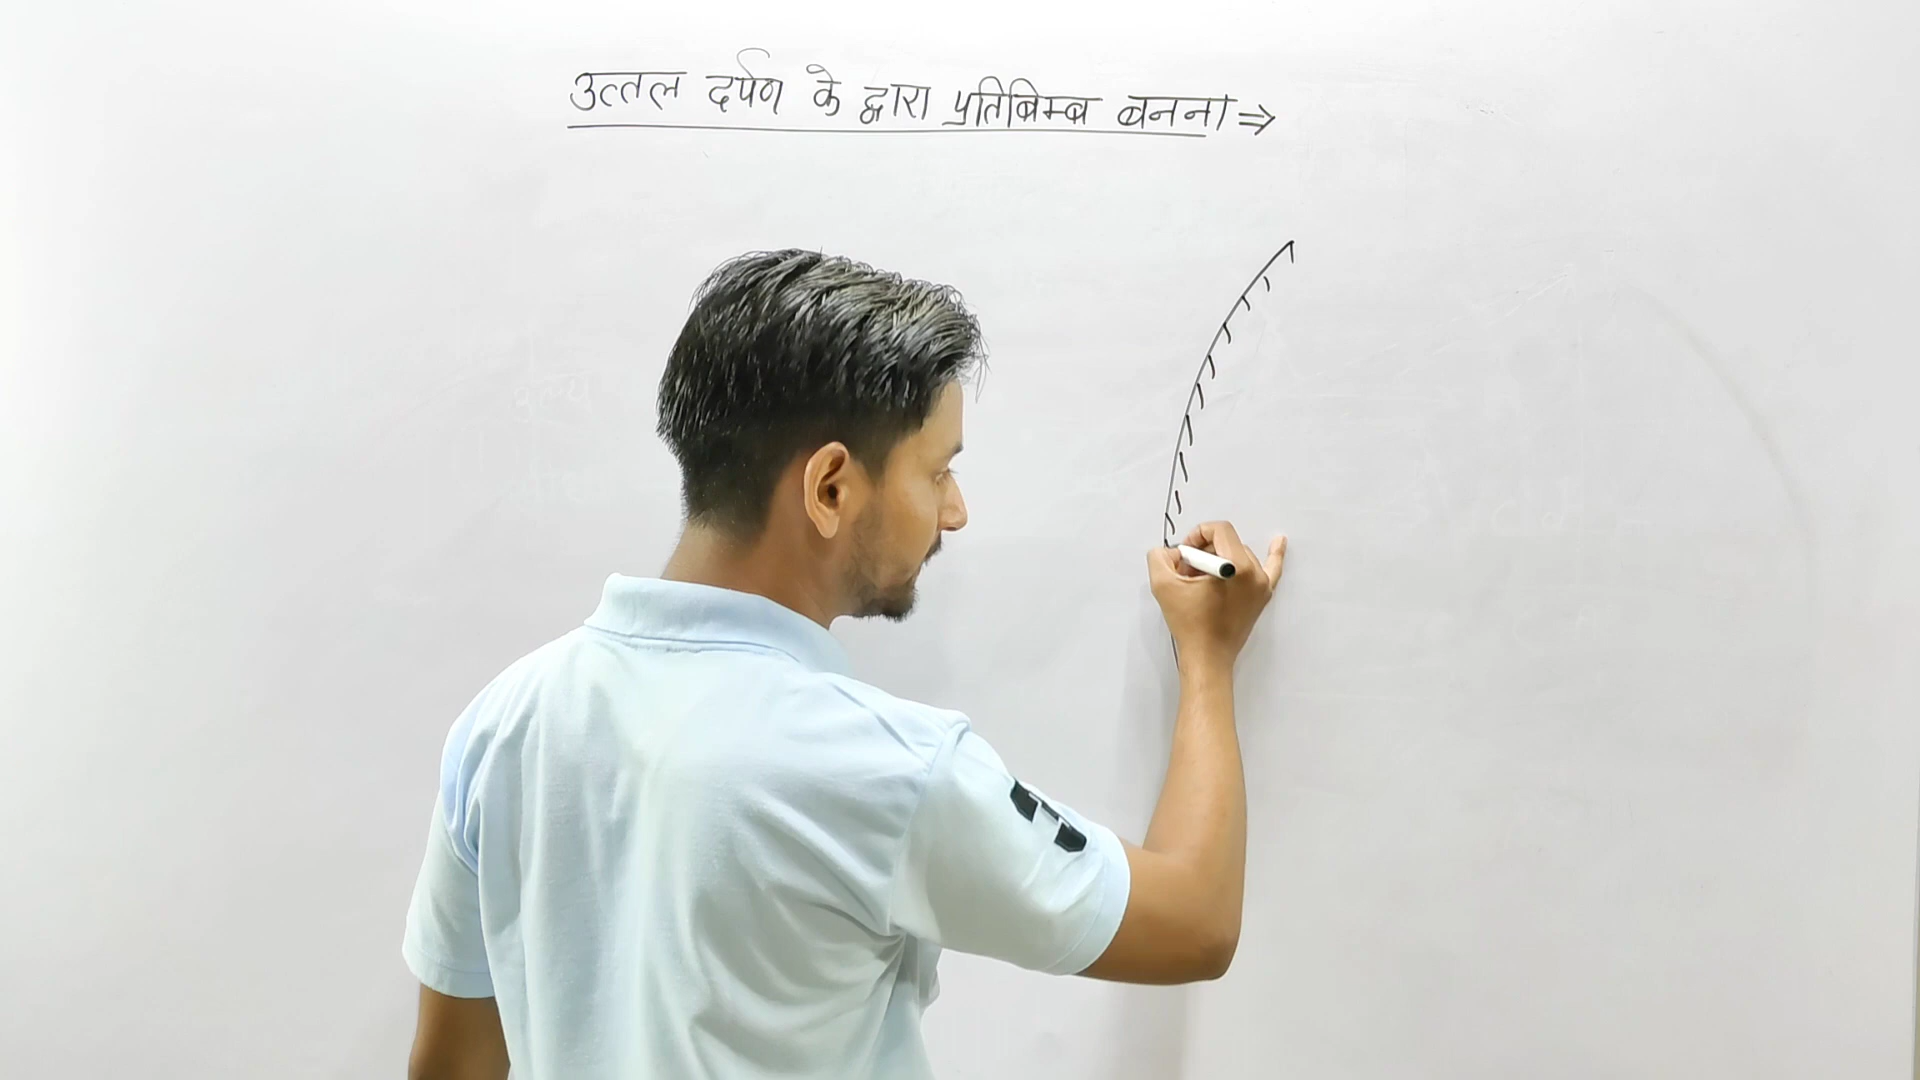 उत्तल दर्पण के द्वारा प्रतिबिम्ब बनना ⇒